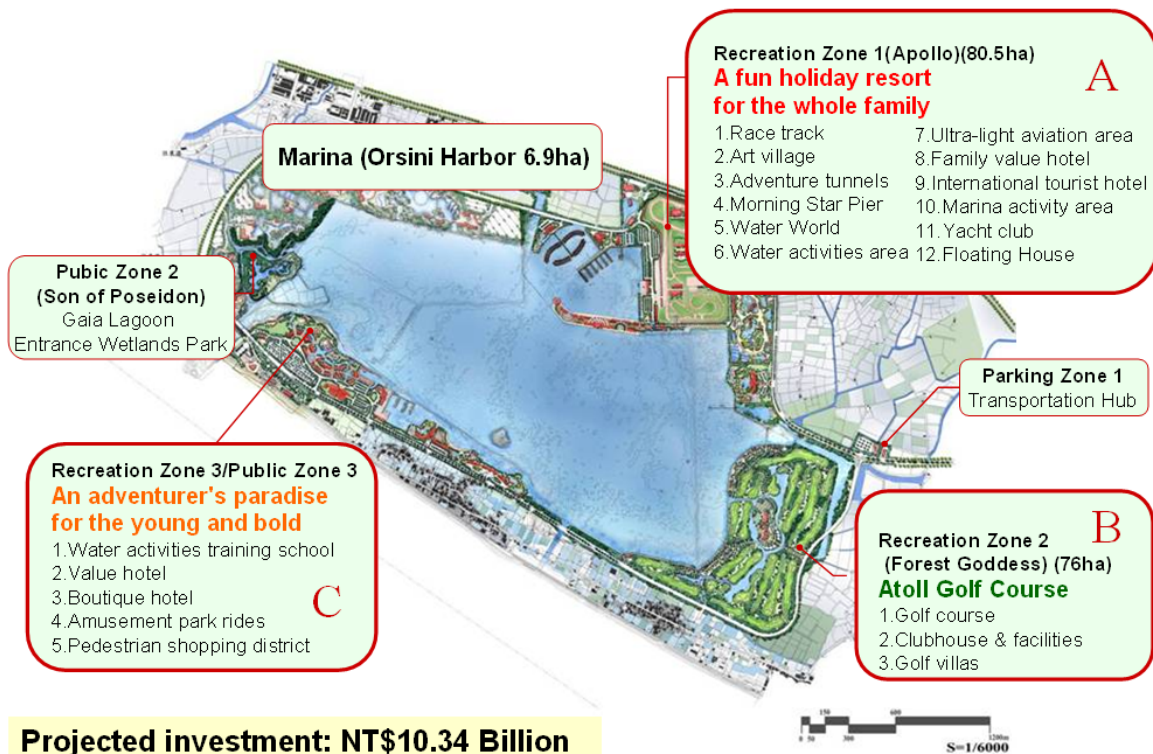 Recreation Zone 1(Apollo)(80.5ha)
A
A fun holiday resort
for the whole family
1.Race track
2.Art village
3.Adventure tunnels
4.Morning Star Pier
5.Water World
6.Water activities area
7.Ultra-light aviation area
8.Family value hotel
9.International tourist hotel
10.Marina activity area
11.Yacht club
12.Floating House
Marina (Orsini Harbor 6.9ha)
Pubic Zone 2
(Son of Poseidon)
Gaia Lagoon
Entrance Wetlands Park
Parking Zone 1
Transportation Hub
Recreation Zone 3/Public Zone 3
An adventurer's paradise
for the young and bold
1.Water activities training school
2.Value hotel
3.Boutique hotel
4.Amusement park rides
5.Pedestrian shopping district
C
B
Recreation Zone 2
(Forest Goddess) (76ha)
Atoll Golf Course
1.Golf course
2.Clubhouse & facilities
3.Golf villas
Projected investment: NT$10.34 Billion
150 600
0 50 300 1200m
S=1/6000